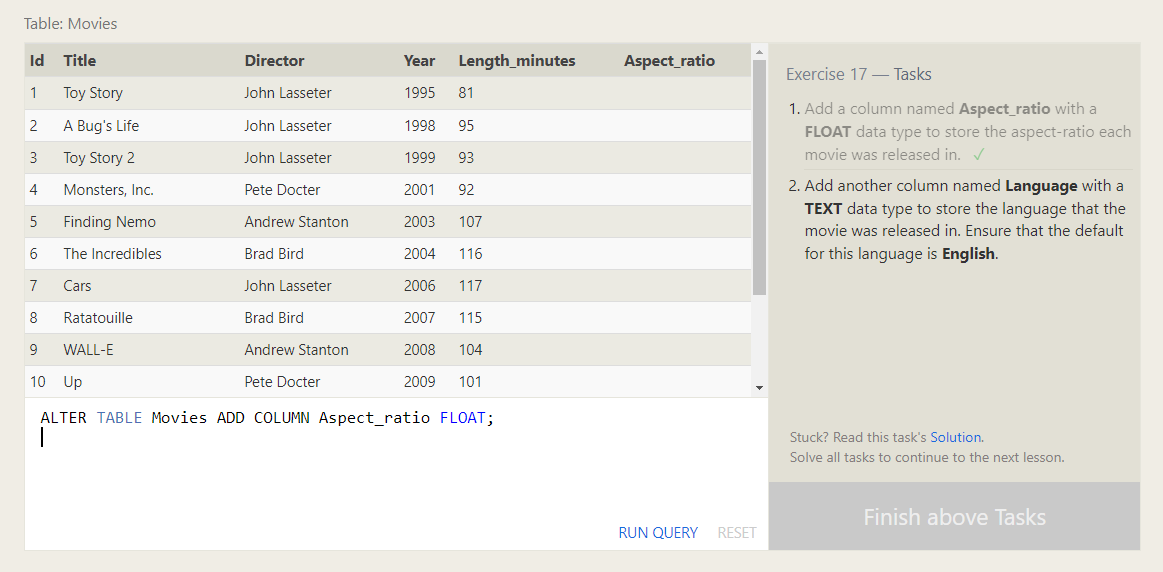 Table: Movies
Id Title Director Year Length_minutes Aspect_ratio
1 Toy Story John Lasseter 1995 81
2 A Bug's Life John Lasseter 1998 95
3 Toy Story 2 John Lasseter 1999 93
4 Monsters, Inc. Pete Docter 2001 92
5 Finding Nemo Andrew Stanton 2003 107
6 The Incredibles Brad Bird 2004 116
7 Cars John Lasseter 2006 117
8 Ratatouille Brad Bird 2007 115
9 WALL-E Andrew Stanton 2008 104
10 Up Pete Docter 2009 101
ALTER TABLE Movies ADD COLUMN Aspect_ratio FLOAT;
RUN QUERY RESET
Exercise 17 — Tasks
1. Add a column named Aspect_ratio with a
FLOAT data type to store the aspect-ratio each
movie was released in. ✓
2. Add another column named Language with a
TEXT data type to store the language that the
movie was released in. Ensure that the default
for this language is English.
Stuck? Read this task's Solution.
Solve all tasks to continue to the next lesson.
Finish above Tasks